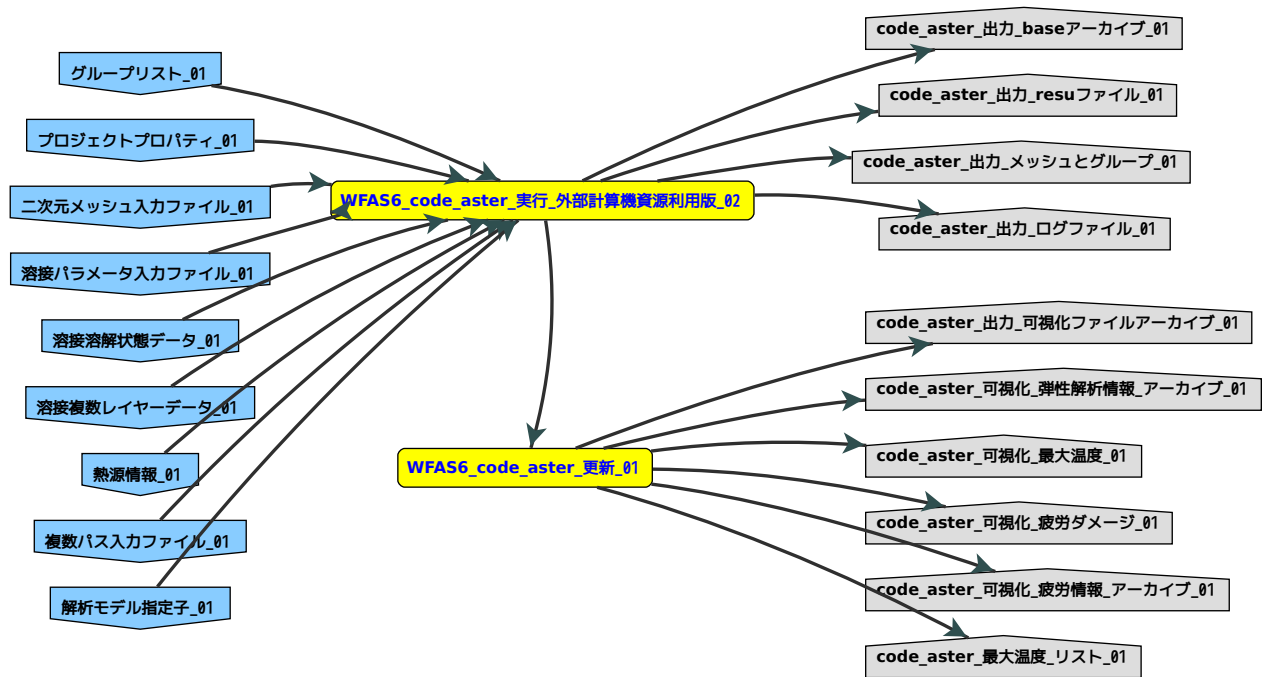 グループリスト_01
プロジェクトプロパティ_01
二次元メッシュ入力ファイル_01
溶接パラメータ入力ファイル_01
溶接溶解状態データ_01
溶接複数レイヤーデータ_01
熱源情報_01
複数パス入力ファイル_01
解析モデル指定子_01
WFAS6_code_aster_実行_外部計算機資源利用版_02
WFAS6_code_aster_更新_01
code_aster_出力_baseアーカイブ_01
code_aster_出力_resuファイル_01
code_aster_出力_メッシュとグループ_01
code_aster_出力_ログファイル_01
code_aster_出力_可視化ファイルアーカイブ_01
code_aster_可視化_弾性解析情報_アーカイブ_01
code_aster_可視化_最大温度_01
code_aster_可視化_疲労ダメージ_01
code_aster_可視化_疲労情報_アーカイブ_01
code_aster_最大温度_リスト_01